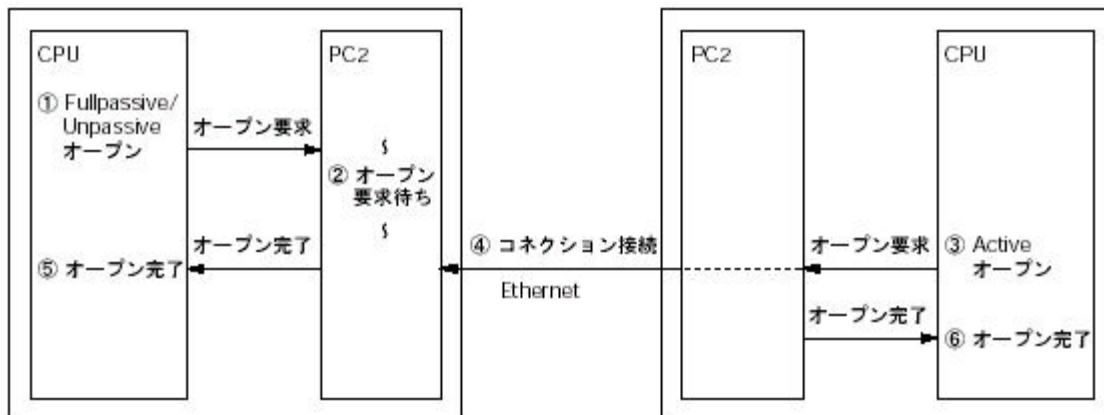 CPU
PC2
① Fullpassive/
Unpassive
オープン
オープン要求
② オープン
要求待ち
オープン完了
⑤ オープン完了
④ コネクション接続
Ethernet
PC2
CPU
オープン要求
③ Active
オープン
オープン完了
⑥ オープン完了